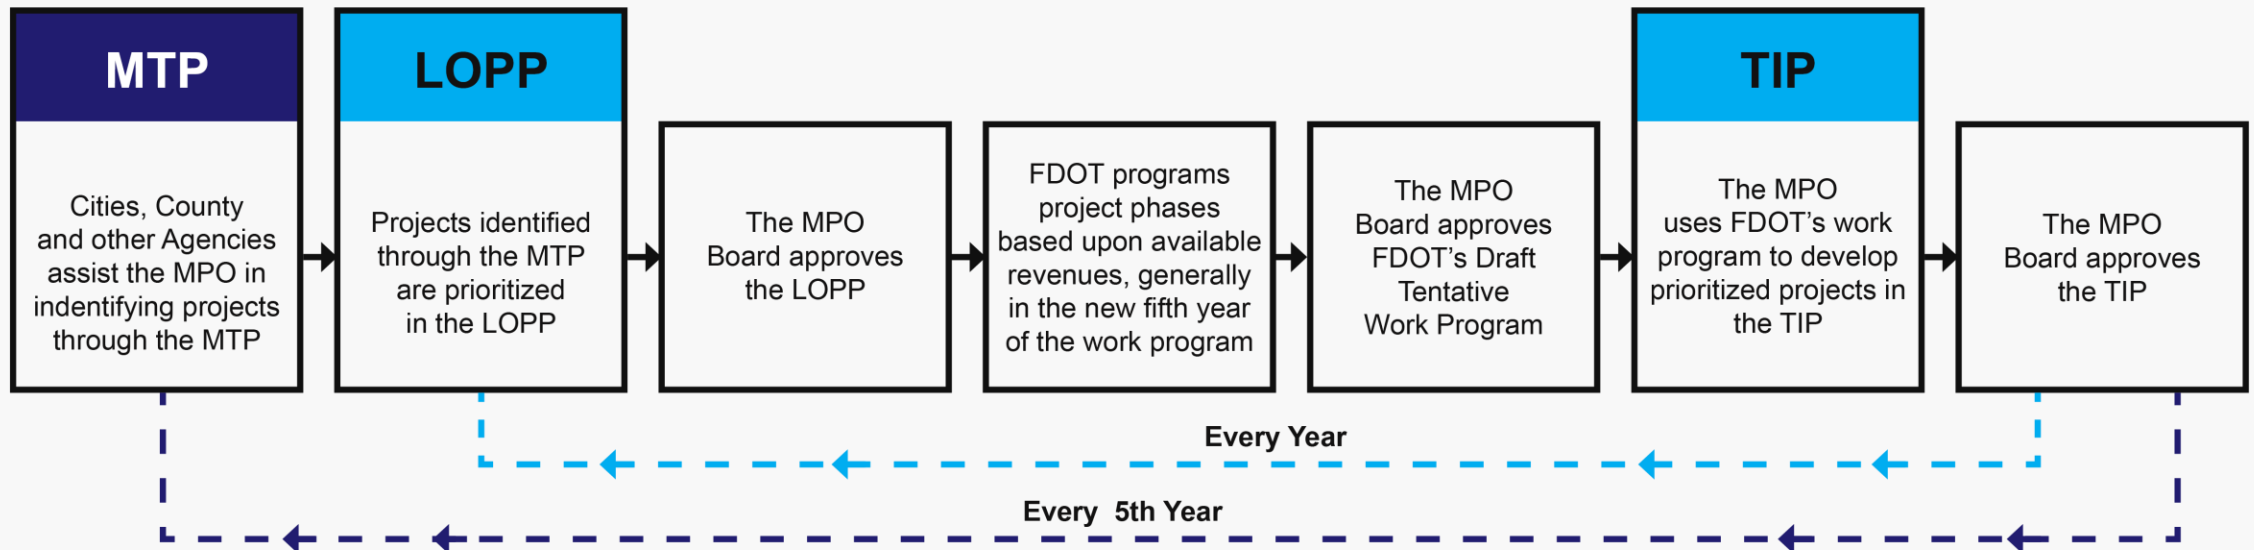 MTP
Cities, County
and other Agencies
assist the MPO in
indentifying projects
through the MTP
LOPP
Projects identified
through the MTP
are prioritized
in the LOPP
The MPO
Board approves
the LOPP
FDOT programs
project phases
based upon available
revenues, generally
in the new fifth year
of the work program
The MPO
Board approves
FDOT’s Draft
Tentative
Work Program
TIP
The MPO
uses FDOT’s work
program to develop
prioritized projects in
the TIP
The MPO
Board approves
the TIP
Every Year
Every 5th Year